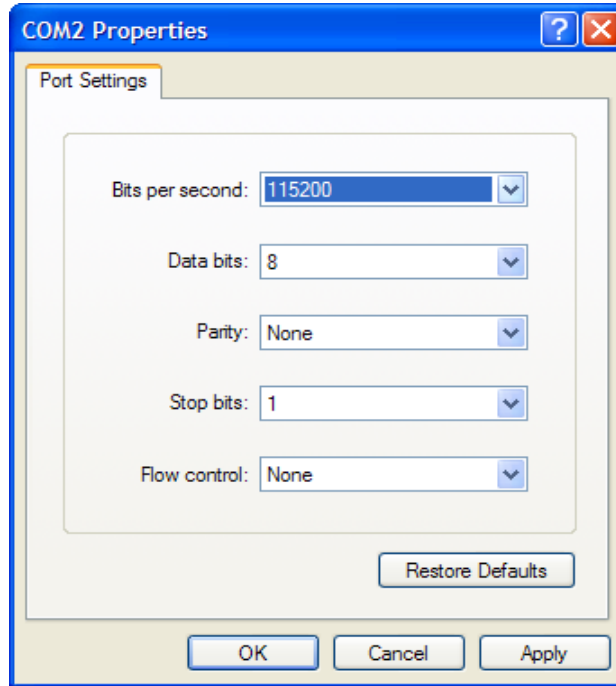 COM2 Properties
Port Settings
Bits per second: 115200
Data bits: 8
Parity: None
Stop bits: 1
Flow control: None
Restore Defaults
OK Cancel Apply